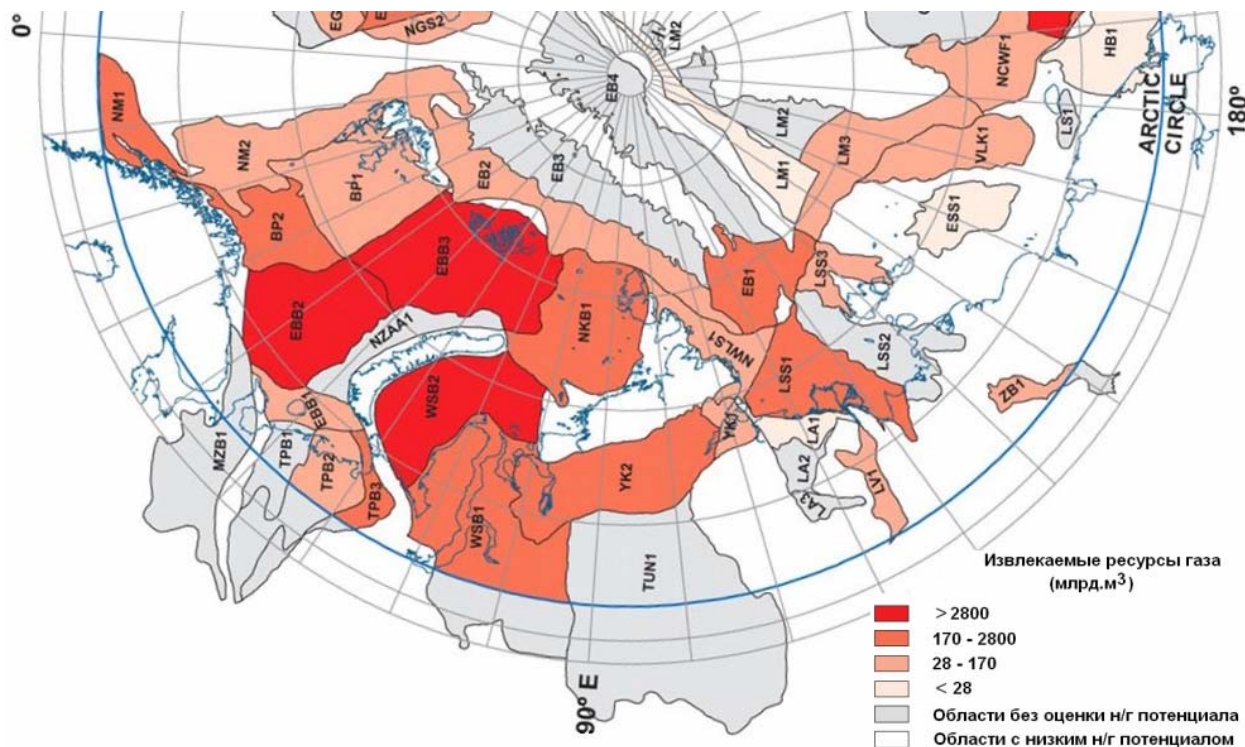 0°
NGS2
LM2
NCWF1
HB1
ARCTIC
CIRCLE
180°
EB4
LS1
NM1
NM2
BP1
EB2
EB3
LM2
LM1
LM3
VLK1
ESS1
BP2
EBB3
EB1
LSS3
EBB2
NZAA1
NKB1
NWLS1
LSS1
LSS2
ZB1
WSB2
EBB1
MZB1
TPB1
TPB2
TPB3
YK1
LA1
LA2
LA3
LV1
YK2
WSB1
TUN1
90° E
Извлекаемые ресурсы газа
(млрд.м³)
> 2800
170 - 2800
28 - 170
< 28
Области без оценки н/г потенциала
Области с низким н/г потенциалом